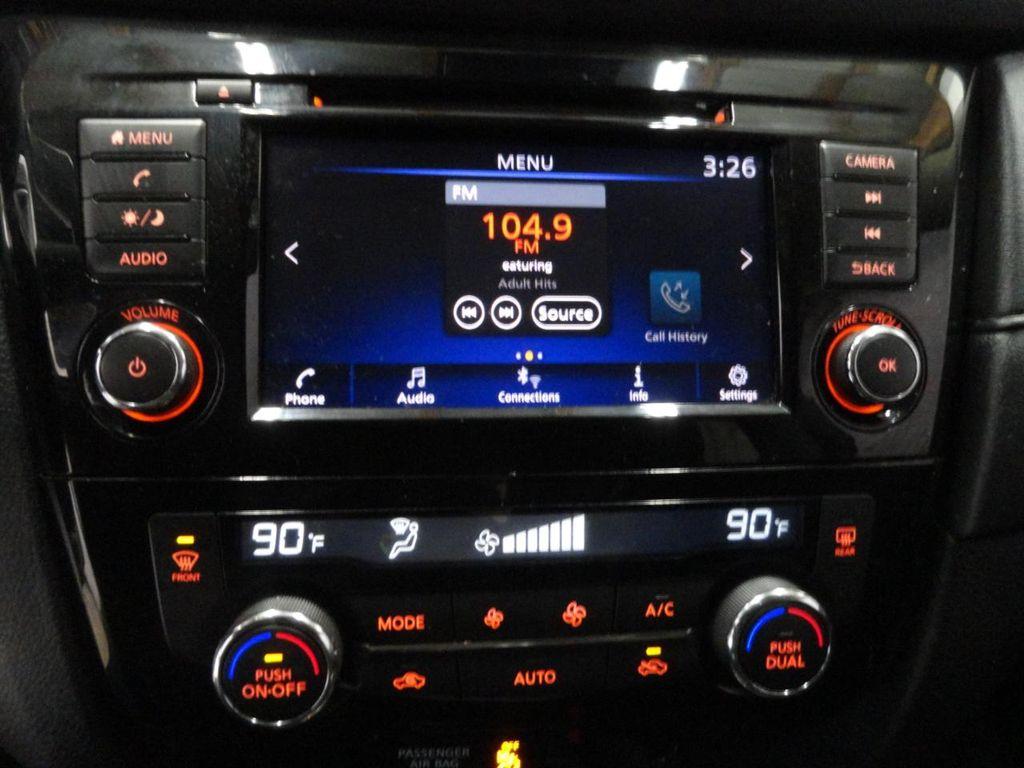 MENU
AUDIO
VOLUME
MENU
3:26
FM
104.9
FM
eaturing
Adult Hits
Source
Call History
Phone
Audio
Connections
Info
Settings
CAMERA
BACK
TUNE·SCROLL
OK
90°F
90°F
FRONT
REAR
MODE
A/C
AUTO
PUSH
ON·OFF
PUSH
DUAL
PASSENGER
AIR BAG
OFF